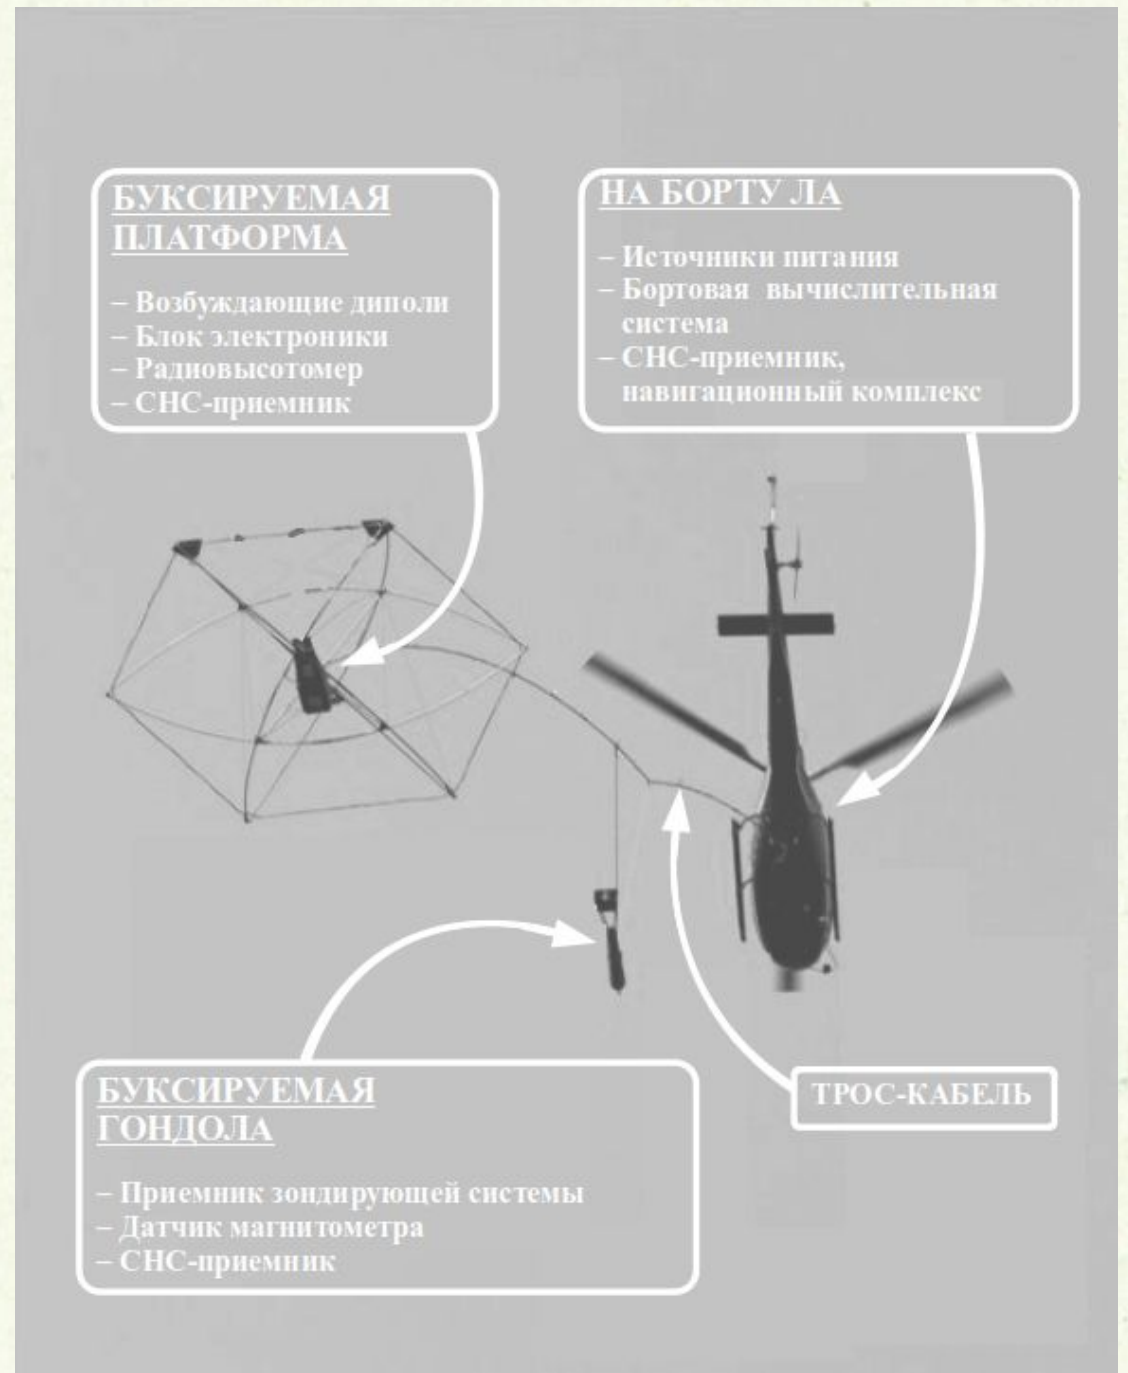 БУКСИРУЕМАЯ
ПЛАТФОРМА
– Возбуждающие диполи
– Блок электроники
– Радиовысотомер
– СНС-приемник
НА БОРТУ ЛА
– Источники питания
– Бортовая вычислительная
система
– СНС-приемник,
навигационный комплекс
БУКСИРУЕМАЯ
ГОНДОЛА
– Приемник зондирующей системы
– Датчик магнитометра
– СНС-приемник
ТРОС-КАБЕЛЬ